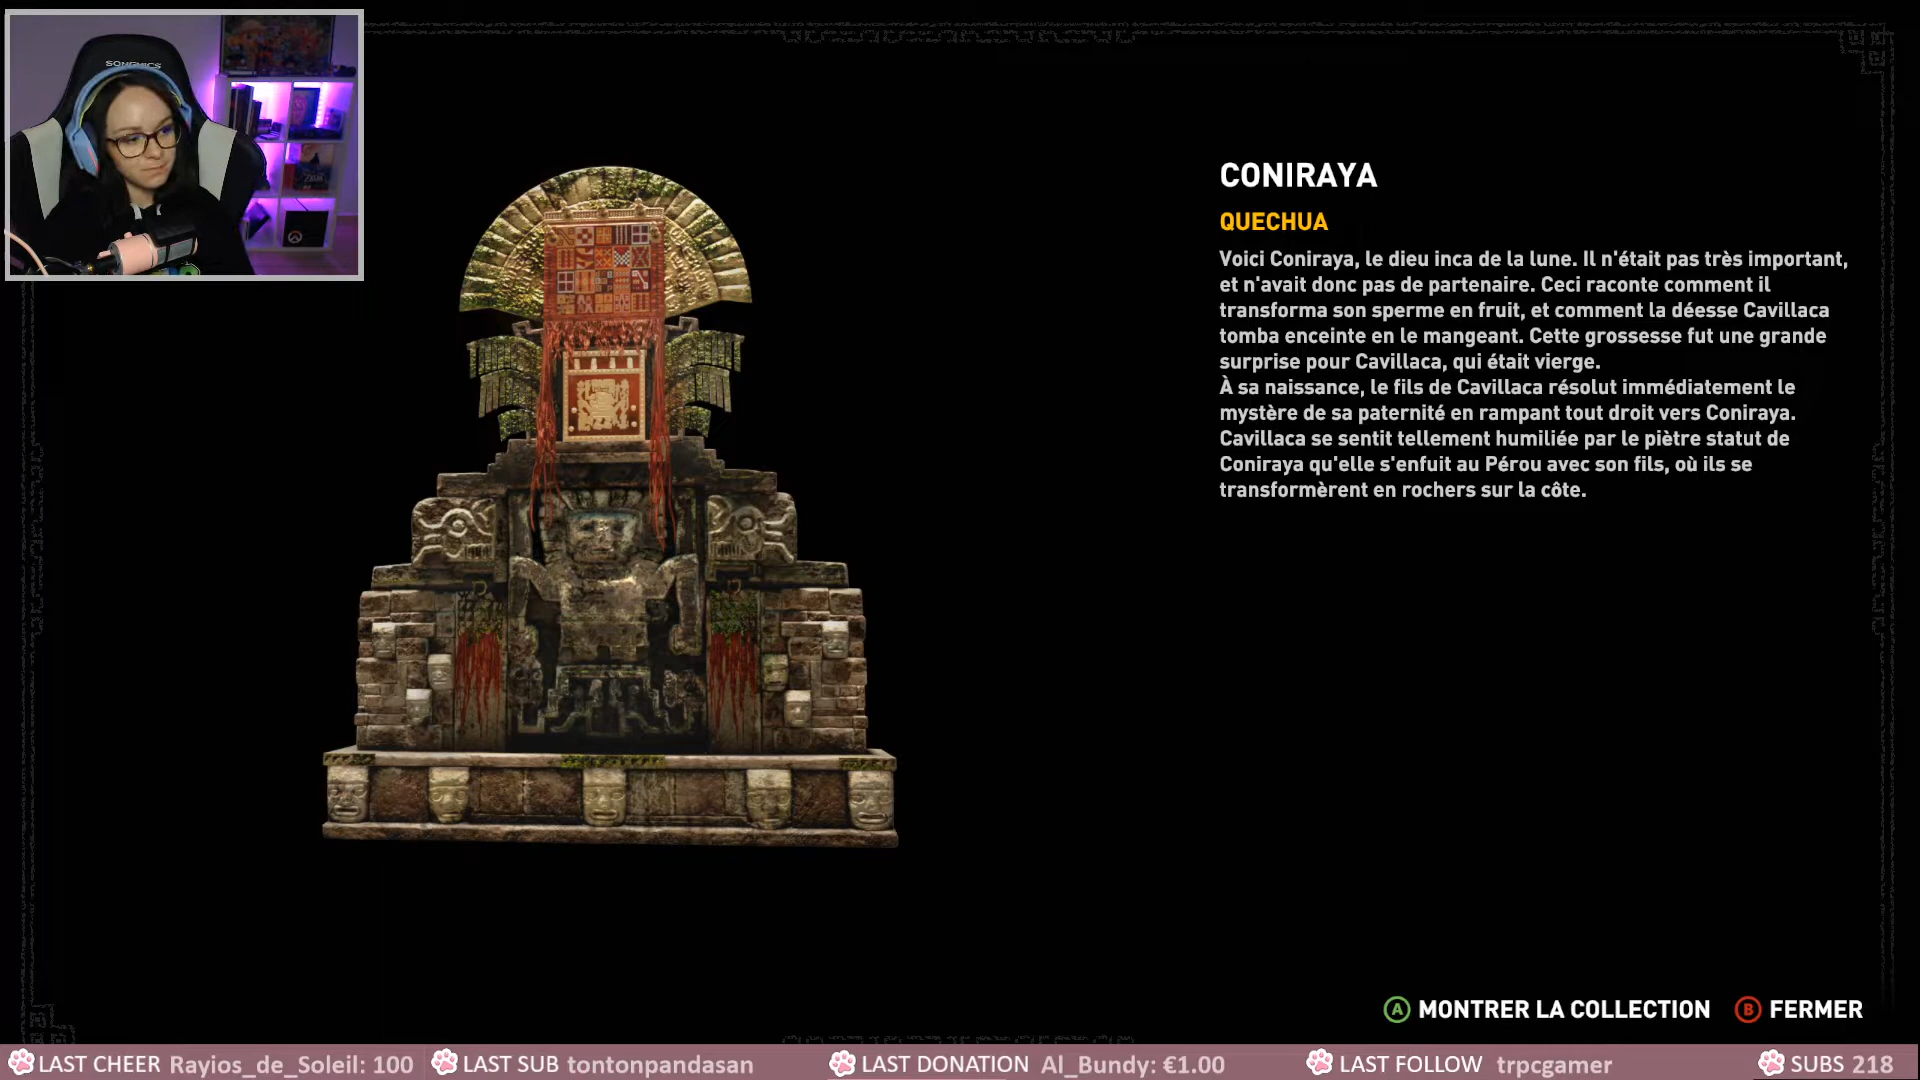 SONGMICS
CONIRAYA
QUECHUA
Voici Coniraya, le dieu inca de la lune. Il n'était pas très important,
et n'avait donc pas de partenaire. Ceci raconte comment il
transforma son sperme en fruit, et comment la déesse Cavillaca
tomba enceinte en le mangeant. Cette grossesse fut une grande
surprise pour Cavillaca, qui était vierge.
À sa naissance, le fils de Cavillaca résolut immédiatement le
mystère de sa paternité en rampant tout droit vers Coniraya.
Cavillaca se sentit tellement humiliée par le piètre statut de
Coniraya qu'elle s'enfuit au Pérou avec son fils, où ils se
transformèrent en rochers sur la côte.
A MONTRER LA COLLECTION B FERMER
LAST CHEER Rayios_de_Soleil: 100 LAST SUB tontonpandasan LAST DONATION Al_Bundy: €1.00 LAST FOLLOW trpcgamer SUBS 218